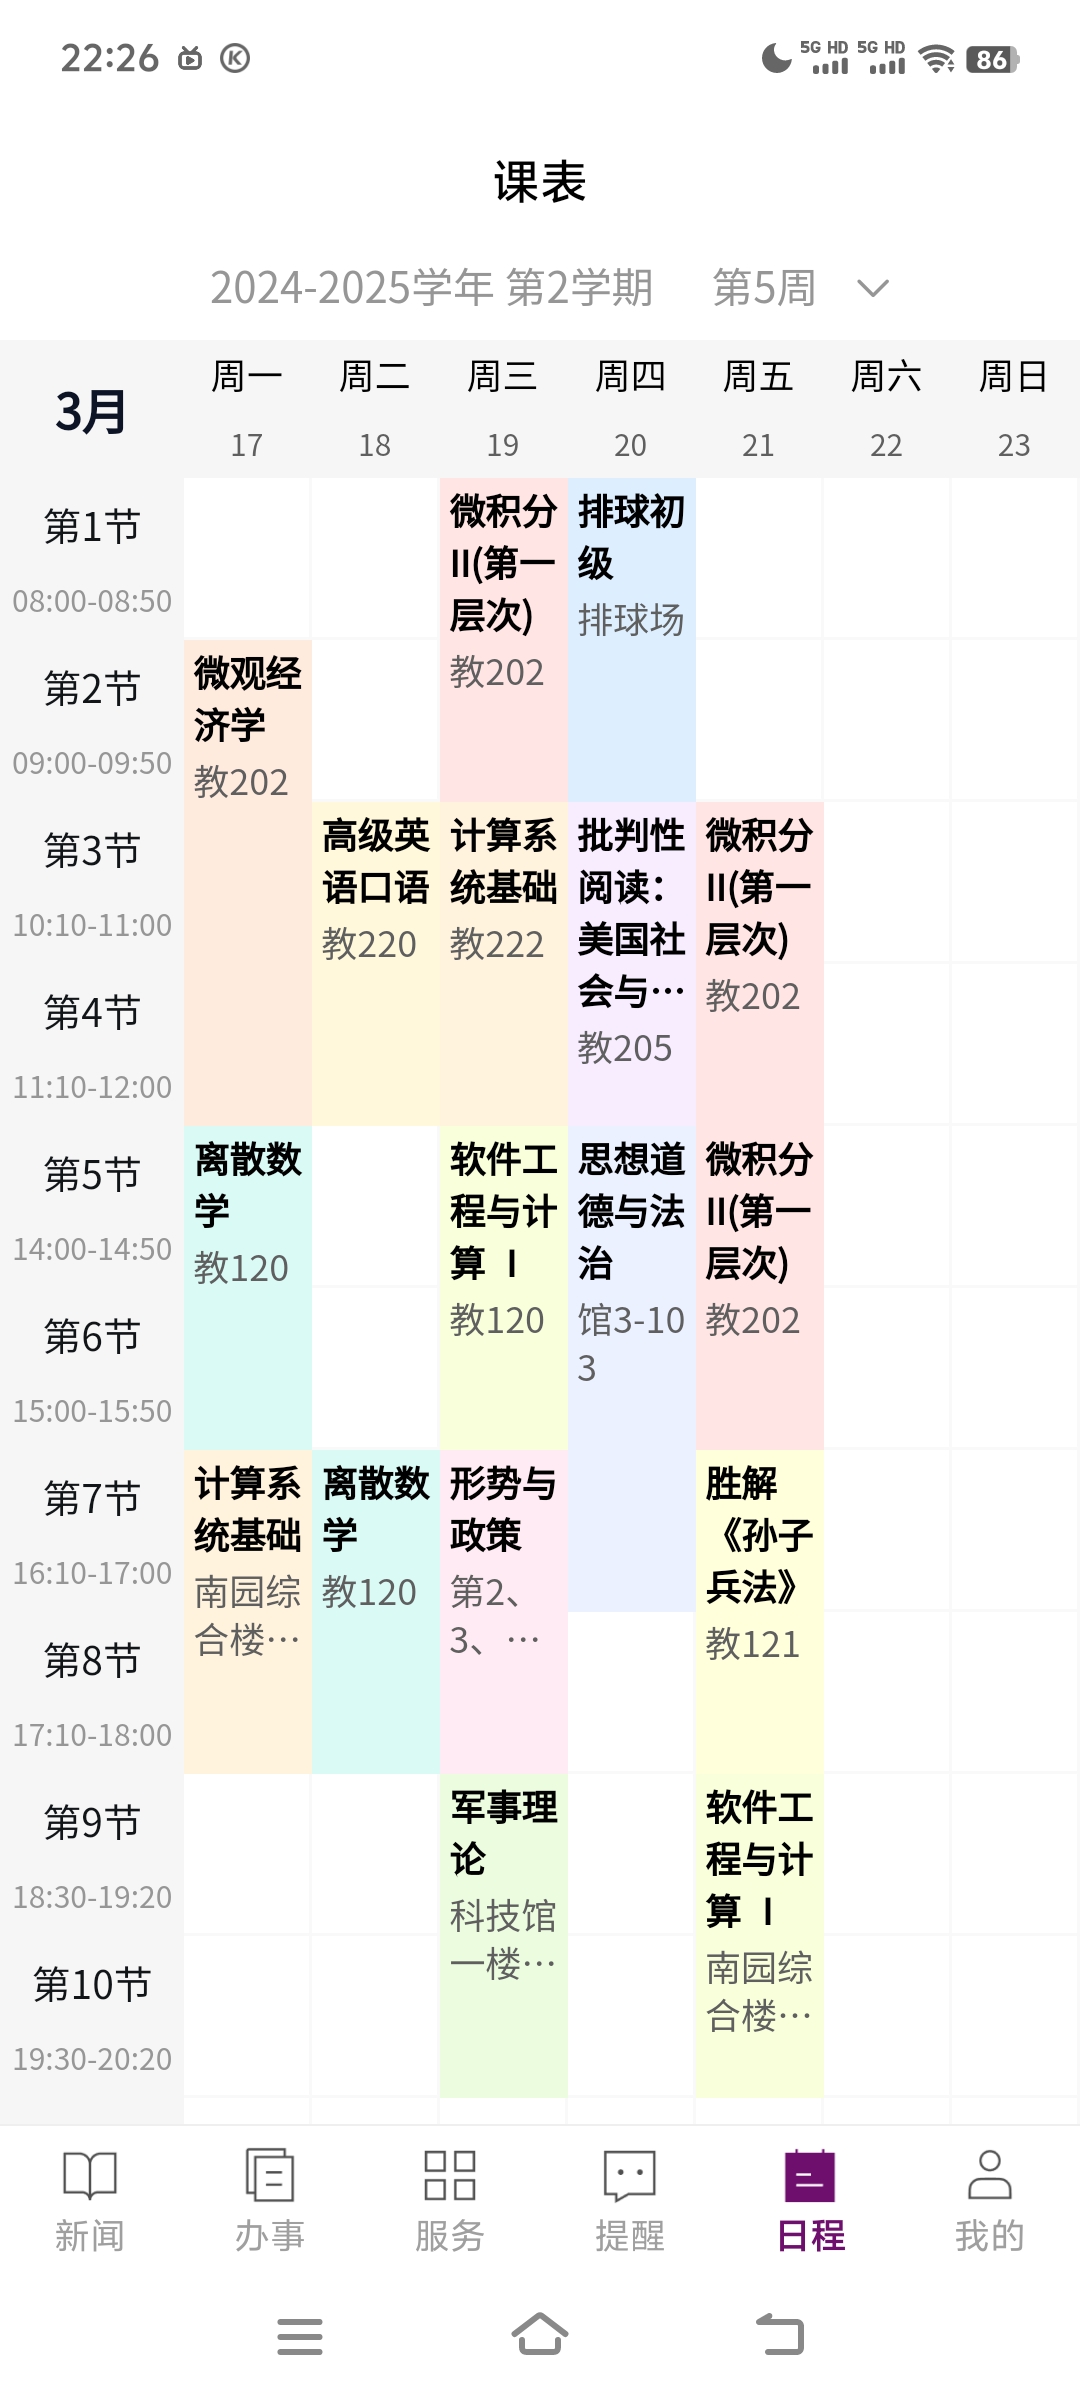 22:26
5G HD 5G HD 86
课表
2024-2025学年 第2学期 第5周
3月
周一 周二 周三 周四 周五 周六 周日
17 18 19 20 21 22 23
第1节
08:00-08:50
第2节
09:00-09:50
第3节
10:10-11:00
第4节
11:10-12:00
第5节
14:00-14:50
第6节
15:00-15:50
第7节
16:10-17:00
第8节
17:10-18:00
第9节
18:30-19:20
第10节
19:30-20:20
微观经
济学
教202
离散数
学
教120
计算系
统基础
南园综
合楼…
高级英
语口语
教220
离散数
学
教120
微积分
II(第一
层次)
教202
计算系
统基础
教222
软件工
程与计
算 Ⅰ
教120
形势与
政策
第2、
3、…
军事理
论
科技馆
一楼…
排球初
级
排球场
批判性
阅读：
美国社
会与…
教205
思想道
德与法
治
馆3-10
3
微积分
II(第一
层次)
教202
微积分
II(第一
层次)
教202
胜解
《孙子
兵法》
教121
软件工
程与计
算 Ⅰ
南园综
合楼…
新闻 办事 服务 提醒 日程 我的